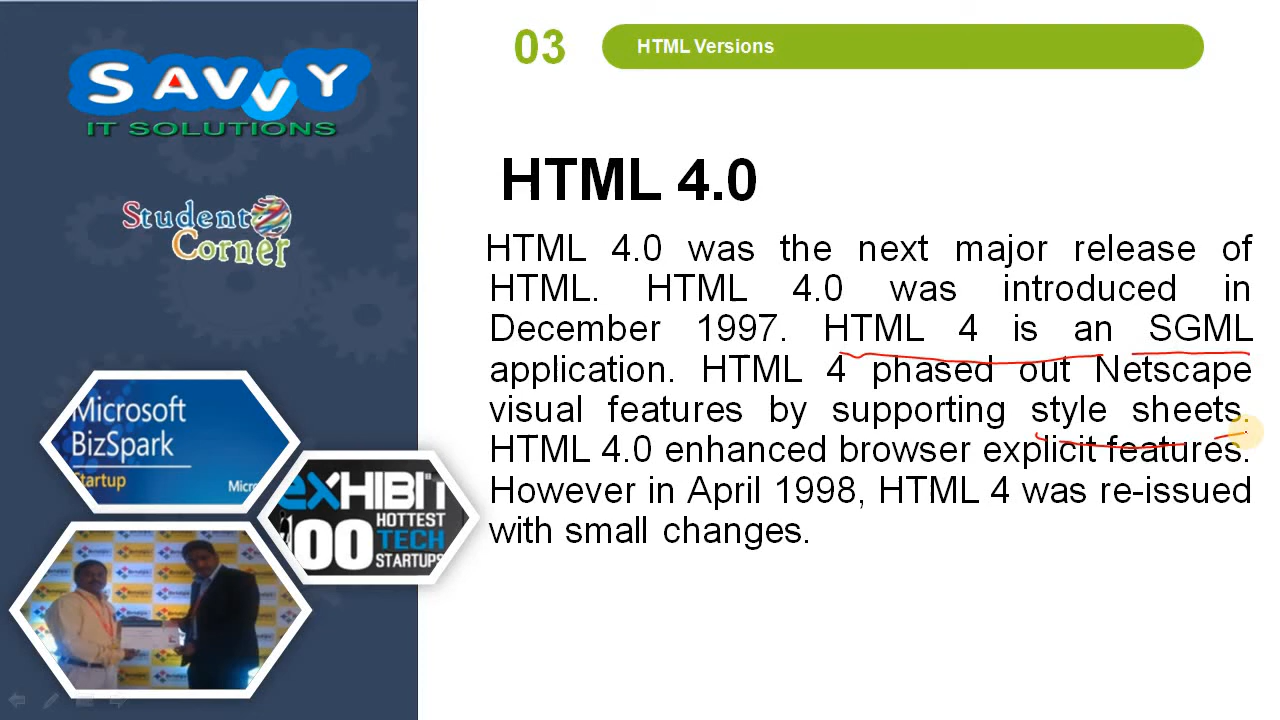 SAVVY
IT SOLUTIONS
Student
Corner
Microsoft
BizSpark
Startup
Micro
EXHIBIT
100
HOTTEST
TECH
STARTUPS
03
HTML Versions
HTML 4.0
HTML 4.0 was the next major release of
HTML. HTML 4.0 was introduced in
December 1997. HTML 4 is an SGML
application. HTML 4 phased out Netscape
visual features by supporting style sheets.
HTML 4.0 enhanced browser explicit features.
However in April 1998, HTML 4 was re-issued
with small changes.